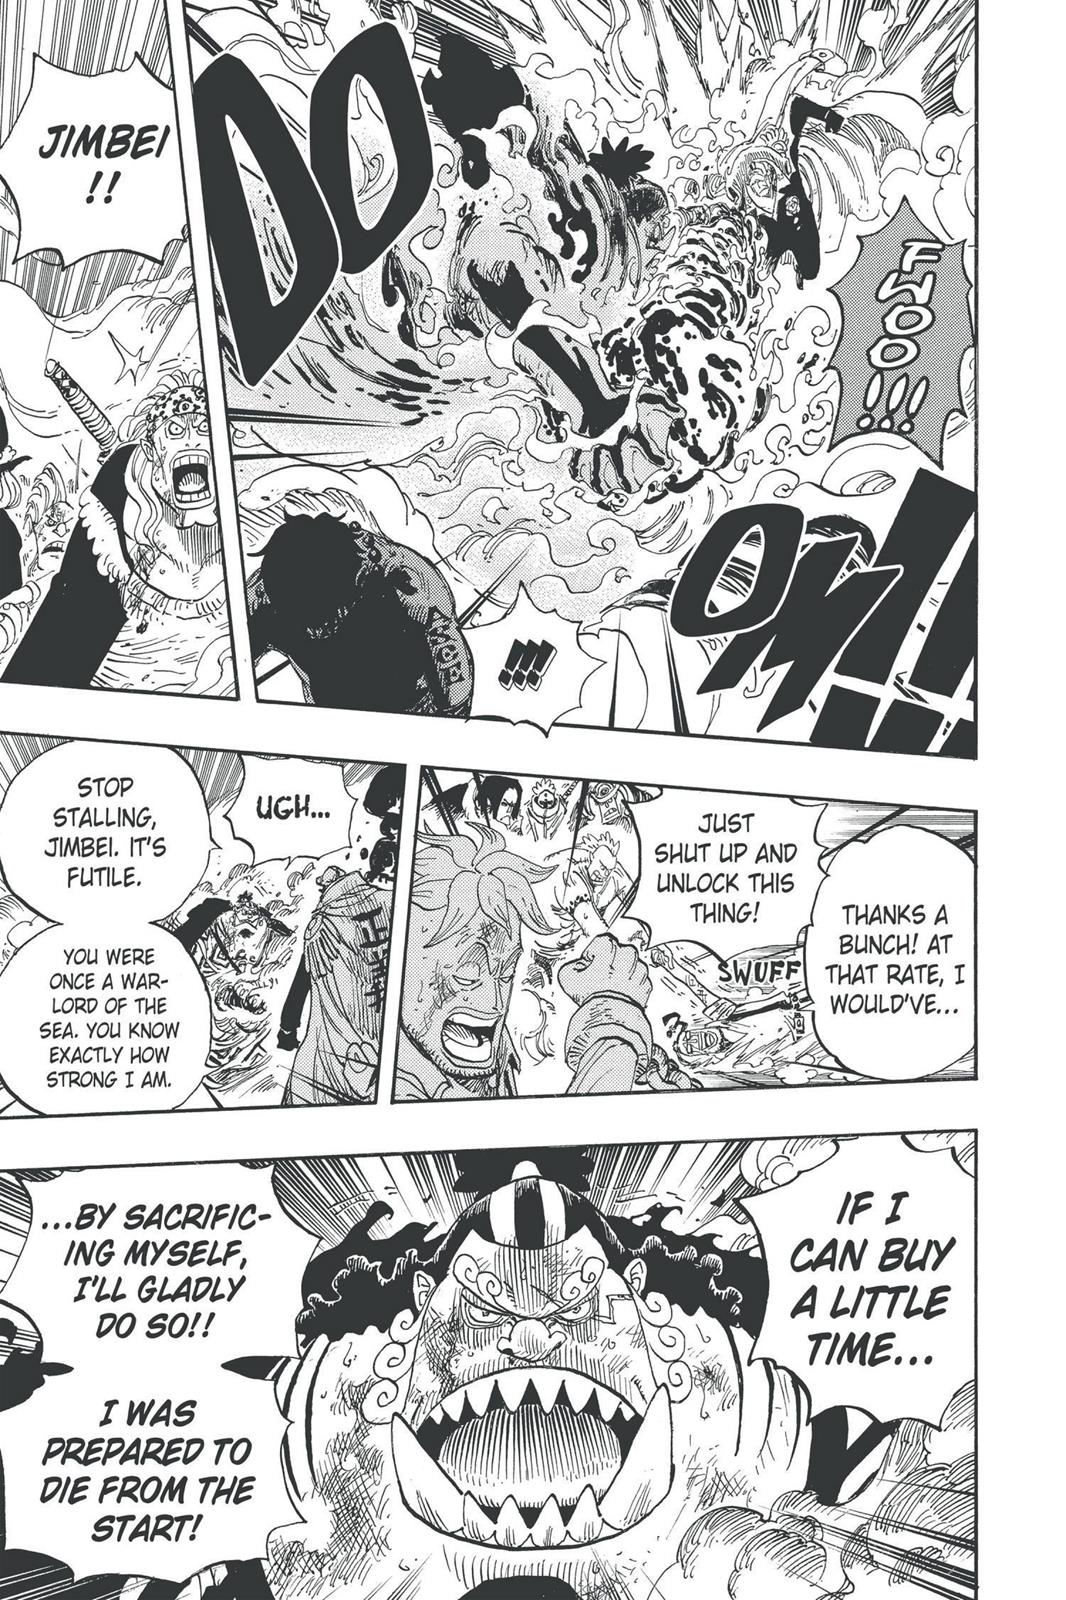 DO
OM!!!
FWOO!!!
!!!
JIMBEI
!!
THANKS A
BUNCH! AT
THAT RATE, I
WOULD'VE...
SWUFF
JUST
SHUT UP AND
UNLOCK THIS
THING!
UGH...
STOP
STALLING,
JIMBEI. IT'S
FUTILE.
YOU WERE
ONCE A WAR-
LORD OF THE
SEA. YOU KNOW
EXACTLY HOW
STRONG I AM.
IF I
CAN BUY
A LITTLE
TIME...
...BY SACRIFIC-
ING MYSELF,
I'LL GLADLY
DO SO!!
I WAS
PREPARED TO
DIE FROM THE
START!